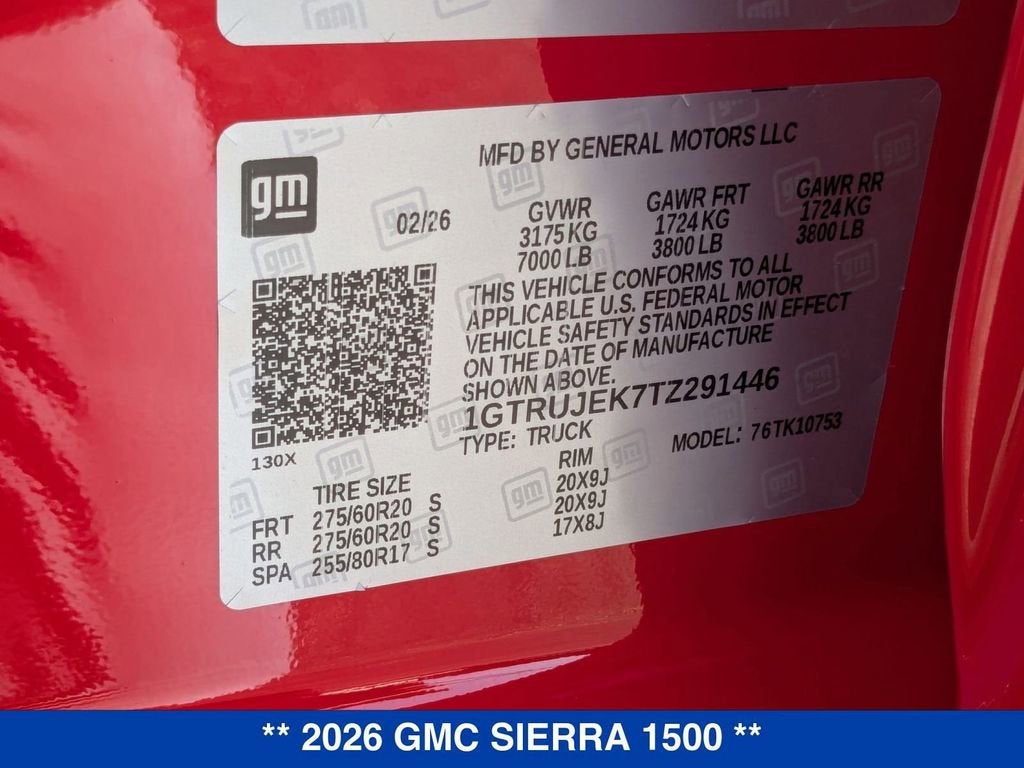 gm
MFD BY GENERAL MOTORS LLC
02/26
GVWR
3175 KG
7000 LB
GAWR FRT
1724 KG
3800 LB
GAWR RR
1724 KG
3800 LB
THIS VEHICLE CONFORMS TO ALL
APPLICABLE U.S. FEDERAL MOTOR
VEHICLE SAFETY STANDARDS IN EFFECT
ON THE DATE OF MANUFACTURE
SHOWN ABOVE.
1GTRUJEK7TZ291446
TYPE: TRUCK
MODEL: 76TK10753
130X
TIRE SIZE
RIM
FRT 275/60R20 S 20X9J
RR 275/60R20 S 20X9J
SPA 255/80R17 S 17X8J
** 2026 GMC SIERRA 1500 **